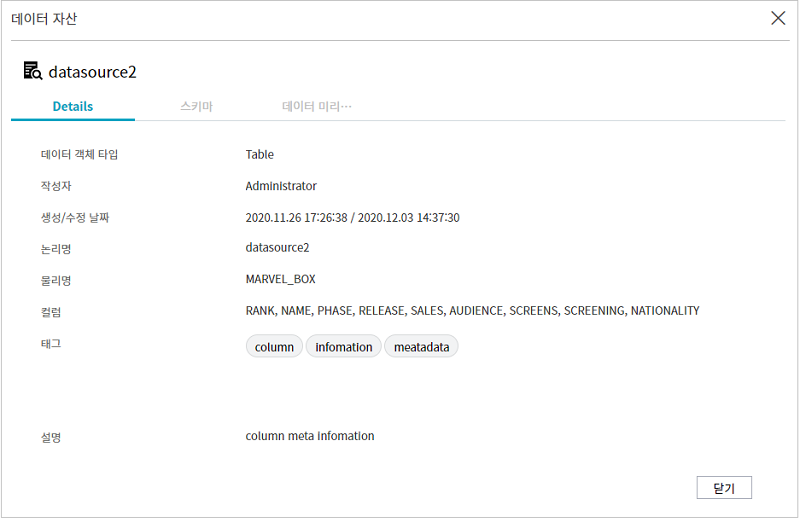 데이터 자산
datasource2
Details 스키마 데이터 미리…
데이터 객체 타입 Table
작성자 Administrator
생성/수정 날짜 2020.11.26 17:26:38 / 2020.12.03 14:37:30
논리명 datasource2
물리명 MARVEL_BOX
컬럼 RANK, NAME, PHASE, RELEASE, SALES, AUDIENCE, SCREENS, SCREENING, NATIONALITY
태그 column infomation meatadata
설명 column meta infomation
닫기